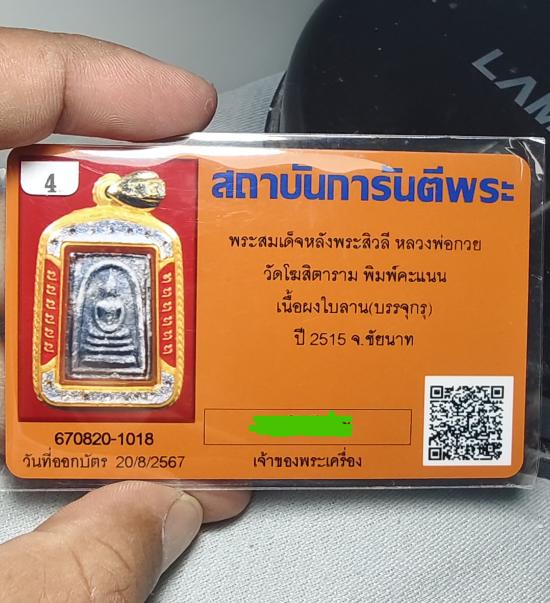 LAM
4
สถาบันการันตีพระ
พระสมเด็จหลังพระสิวลี หลวงพ่อกวย
วัดโฆสิตาราม พิมพ์คะแนน
เนื้อผงใบลาน(บรรจุกรุ)
ปี 2515 จ.ชัยนาท
670820-1018
วันที่ออกบัตร 20/8/2567
เจ้าของพระเครื่อง